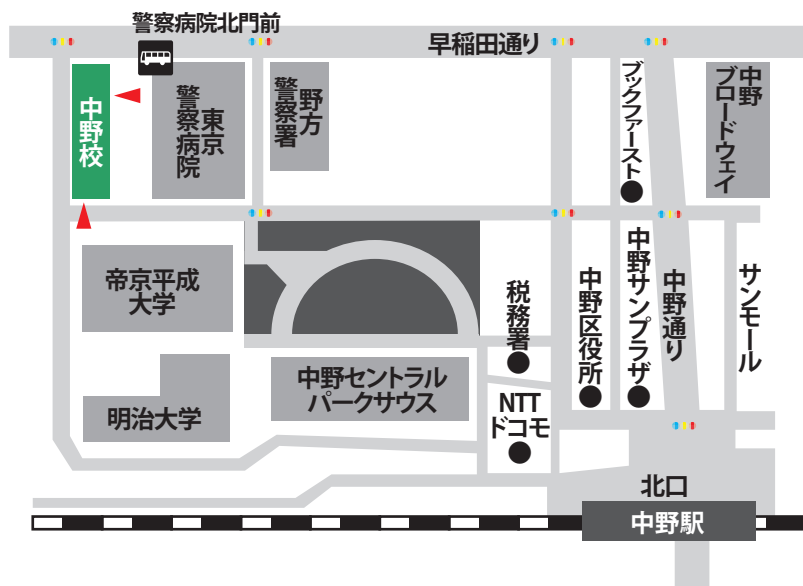 警察病院北門前
早稲田通り
中野校
東京
警察病院
野方
警察署
ブックファースト
中野
ブロードウェイ
帝京平成
大学
税務署
中野区役所
中野サンプラザ
中野通り
サンモール
明治大学
中野セントラル
パークサウス
NTT
ドコモ
北口
中野駅